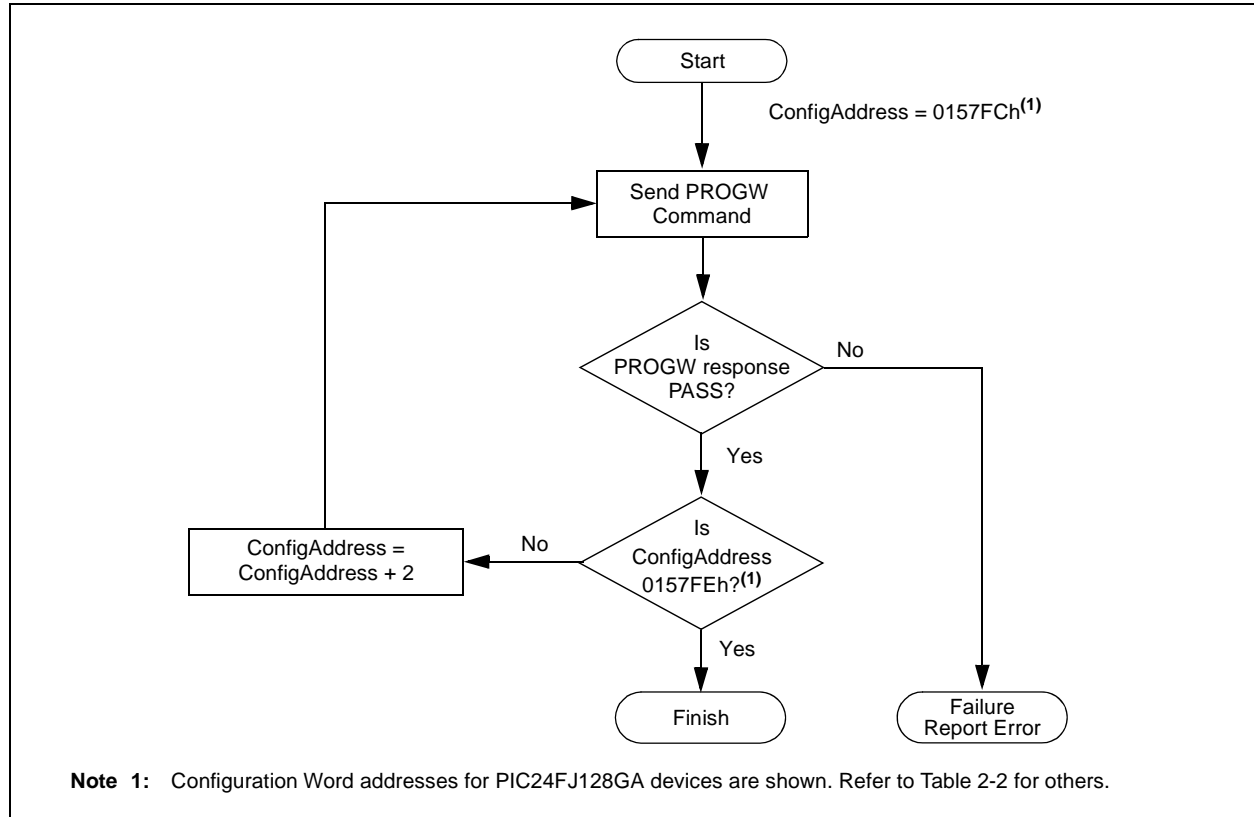 Start
ConfigAddress = 0157FCh(1)
Send PROGW
Command
Is
PROGW response
PASS?
No
Yes
Is
ConfigAddress
0157FEh?(1)
No
ConfigAddress =
ConfigAddress + 2
Yes
Finish
Failure
Report Error
Note 1: Configuration Word addresses for PIC24FJ128GA devices are shown. Refer to Table 2-2 for others.